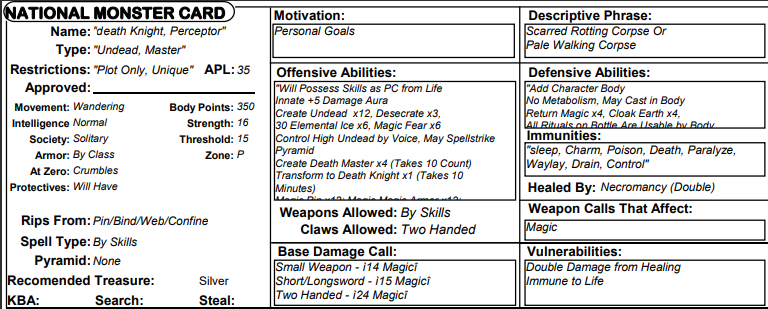 NATIONAL MONSTER CARD
Name: "death Knight, Perceptor"
Type: "Undead, Master"
Restrictions: "Plot Only, Unique" APL: 35
Approved:
Movement: Wandering Body Points: 350
Intelligence Normal Strength: 16
Society: Solitary Threshold: 15
Armor: By Class Zone: P
At Zero: Crumbles
Protectives: Will Have
Rips From: Pin/Bind/Web/Confine
Spell Type: By Skills
Pyramid: None
Recomended Treasure: Silver
KBA: Search: Steal:
Motivation:
Personal Goals
Offensive Abilities:
"Will Possess Skills as PC from Life
Innate +5 Damage Aura
Create Undead x12, Desecrate x3,
30 Elemental Ice x6, Magic Fear x6
Control High Undead by Voice, May Spellstrike
Pyramid
Create Death Master x4 (Takes 10 Count)
Transform to Death Knight x1 (Takes 10
Minutes)
Magic Pin x12; Magic Magic Armor x12;
Weapons Allowed: By Skills
Claws Allowed: Two Handed
Base Damage Call:
Small Weapon - i14 Magicî
Short/Longsword - i15 Magicî
Two Handed - i24 Magicî
Descriptive Phrase:
Scarred Rotting Corpse Or
Pale Walking Corpse
Defensive Abilities:
"Add Character Body
No Metabolism, May Cast in Body
Return Magic x4, Cloak Earth x4,
All Rituals on Bottle Are Usable by Body
Immunities:
"sleep, Charm, Poison, Death, Paralyze,
Waylay, Drain, Control"
Healed By: Necromancy (Double)
Weapon Calls That Affect:
Magic
Vulnerabilities:
Double Damage from Healing
Immune to Life